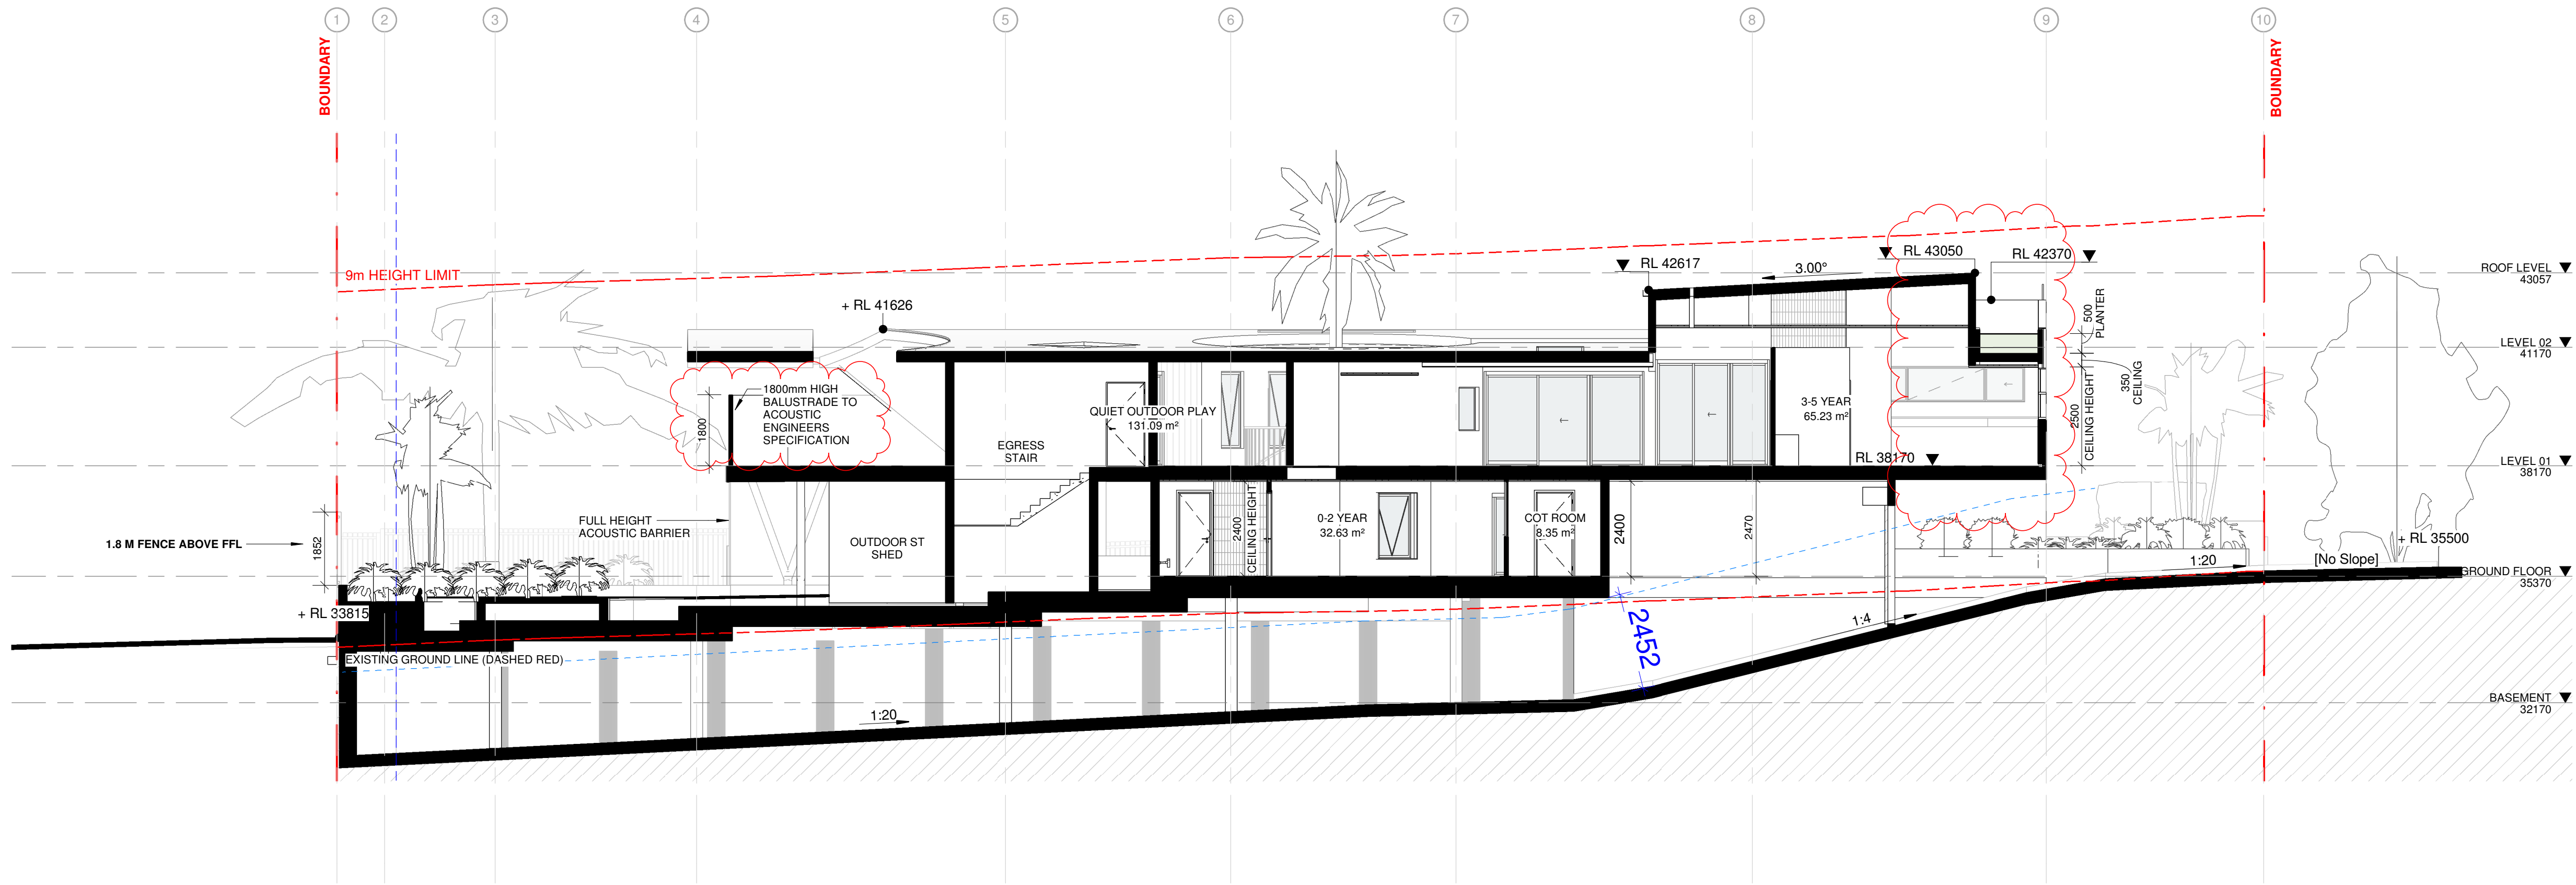 1
2
3
4
5
6
7
8
9
10
BOUNDARY
BOUNDARY
9m HEIGHT LIMIT
+ RL 41626
RL 42617
3.00°
RL 43050
RL 42370
ROOF LEVEL
43057
500
PLANTER
LEVEL 02
41170
350
CEILING
2500
CEILING HEIGHT
1800
1800mm HIGH
BALUSTRADE TO
ACOUSTIC
ENGINEERS
SPECIFICATION
EGRESS
STAIR
QUIET OUTDOOR PLAY
131.09 m²
3-5 YEAR
65.23 m²
RL 38170
LEVEL 01
38170
1.8 M FENCE ABOVE FFL
1852
FULL HEIGHT
ACOUSTIC BARRIER
OUTDOOR ST
SHED
2400
CEILING HEIGHT
0-2 YEAR
32.63 m²
COT ROOM
8.35 m²
2400
2470
+ RL 35500
[No Slope]
1:20
GROUND FLOOR
35370
+ RL 33815
1:4
2452
EXISTING GROUND LINE (DASHED RED)
1:20
BASEMENT
32170